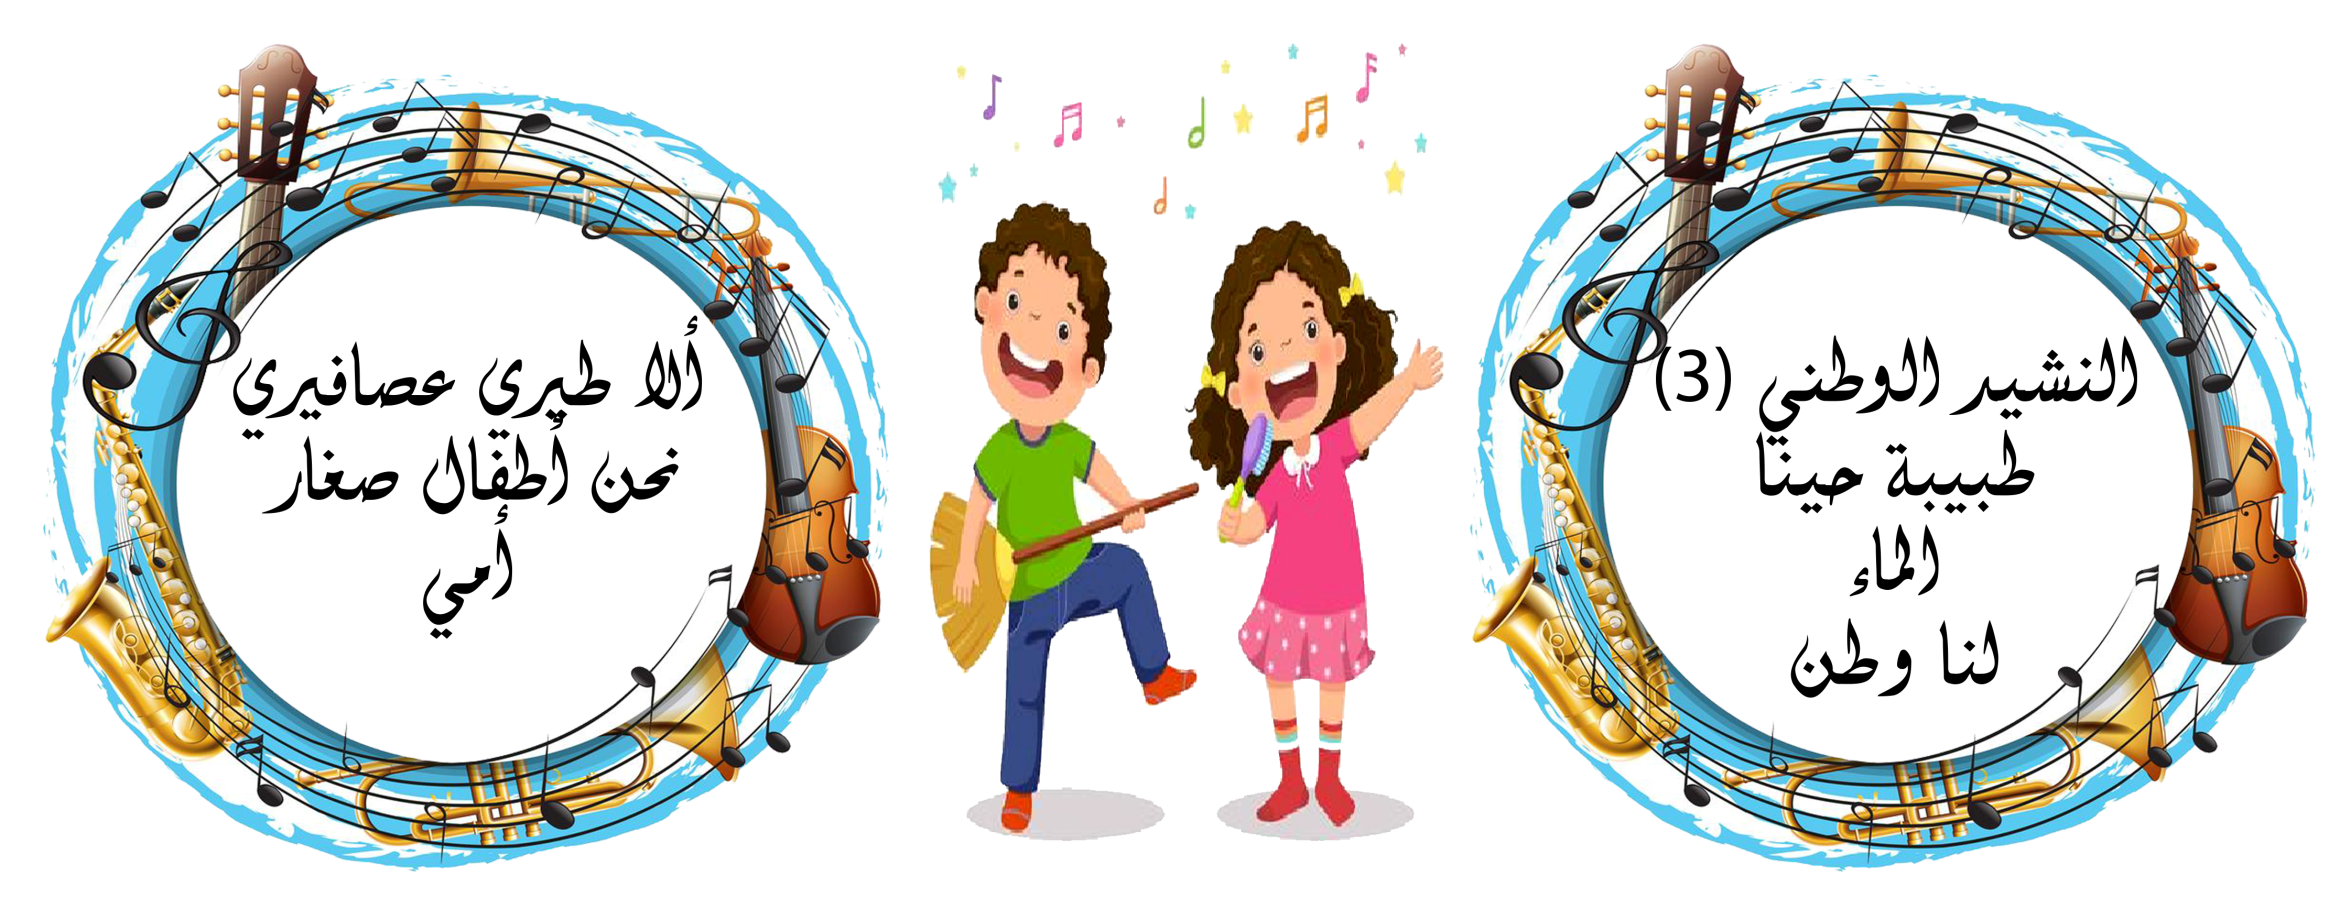 النشيد الوطني (3)
طبيبة حينا
الماء
لنا وطن
ألا طيري عصافيري
نحن أطفال صغار
أمي